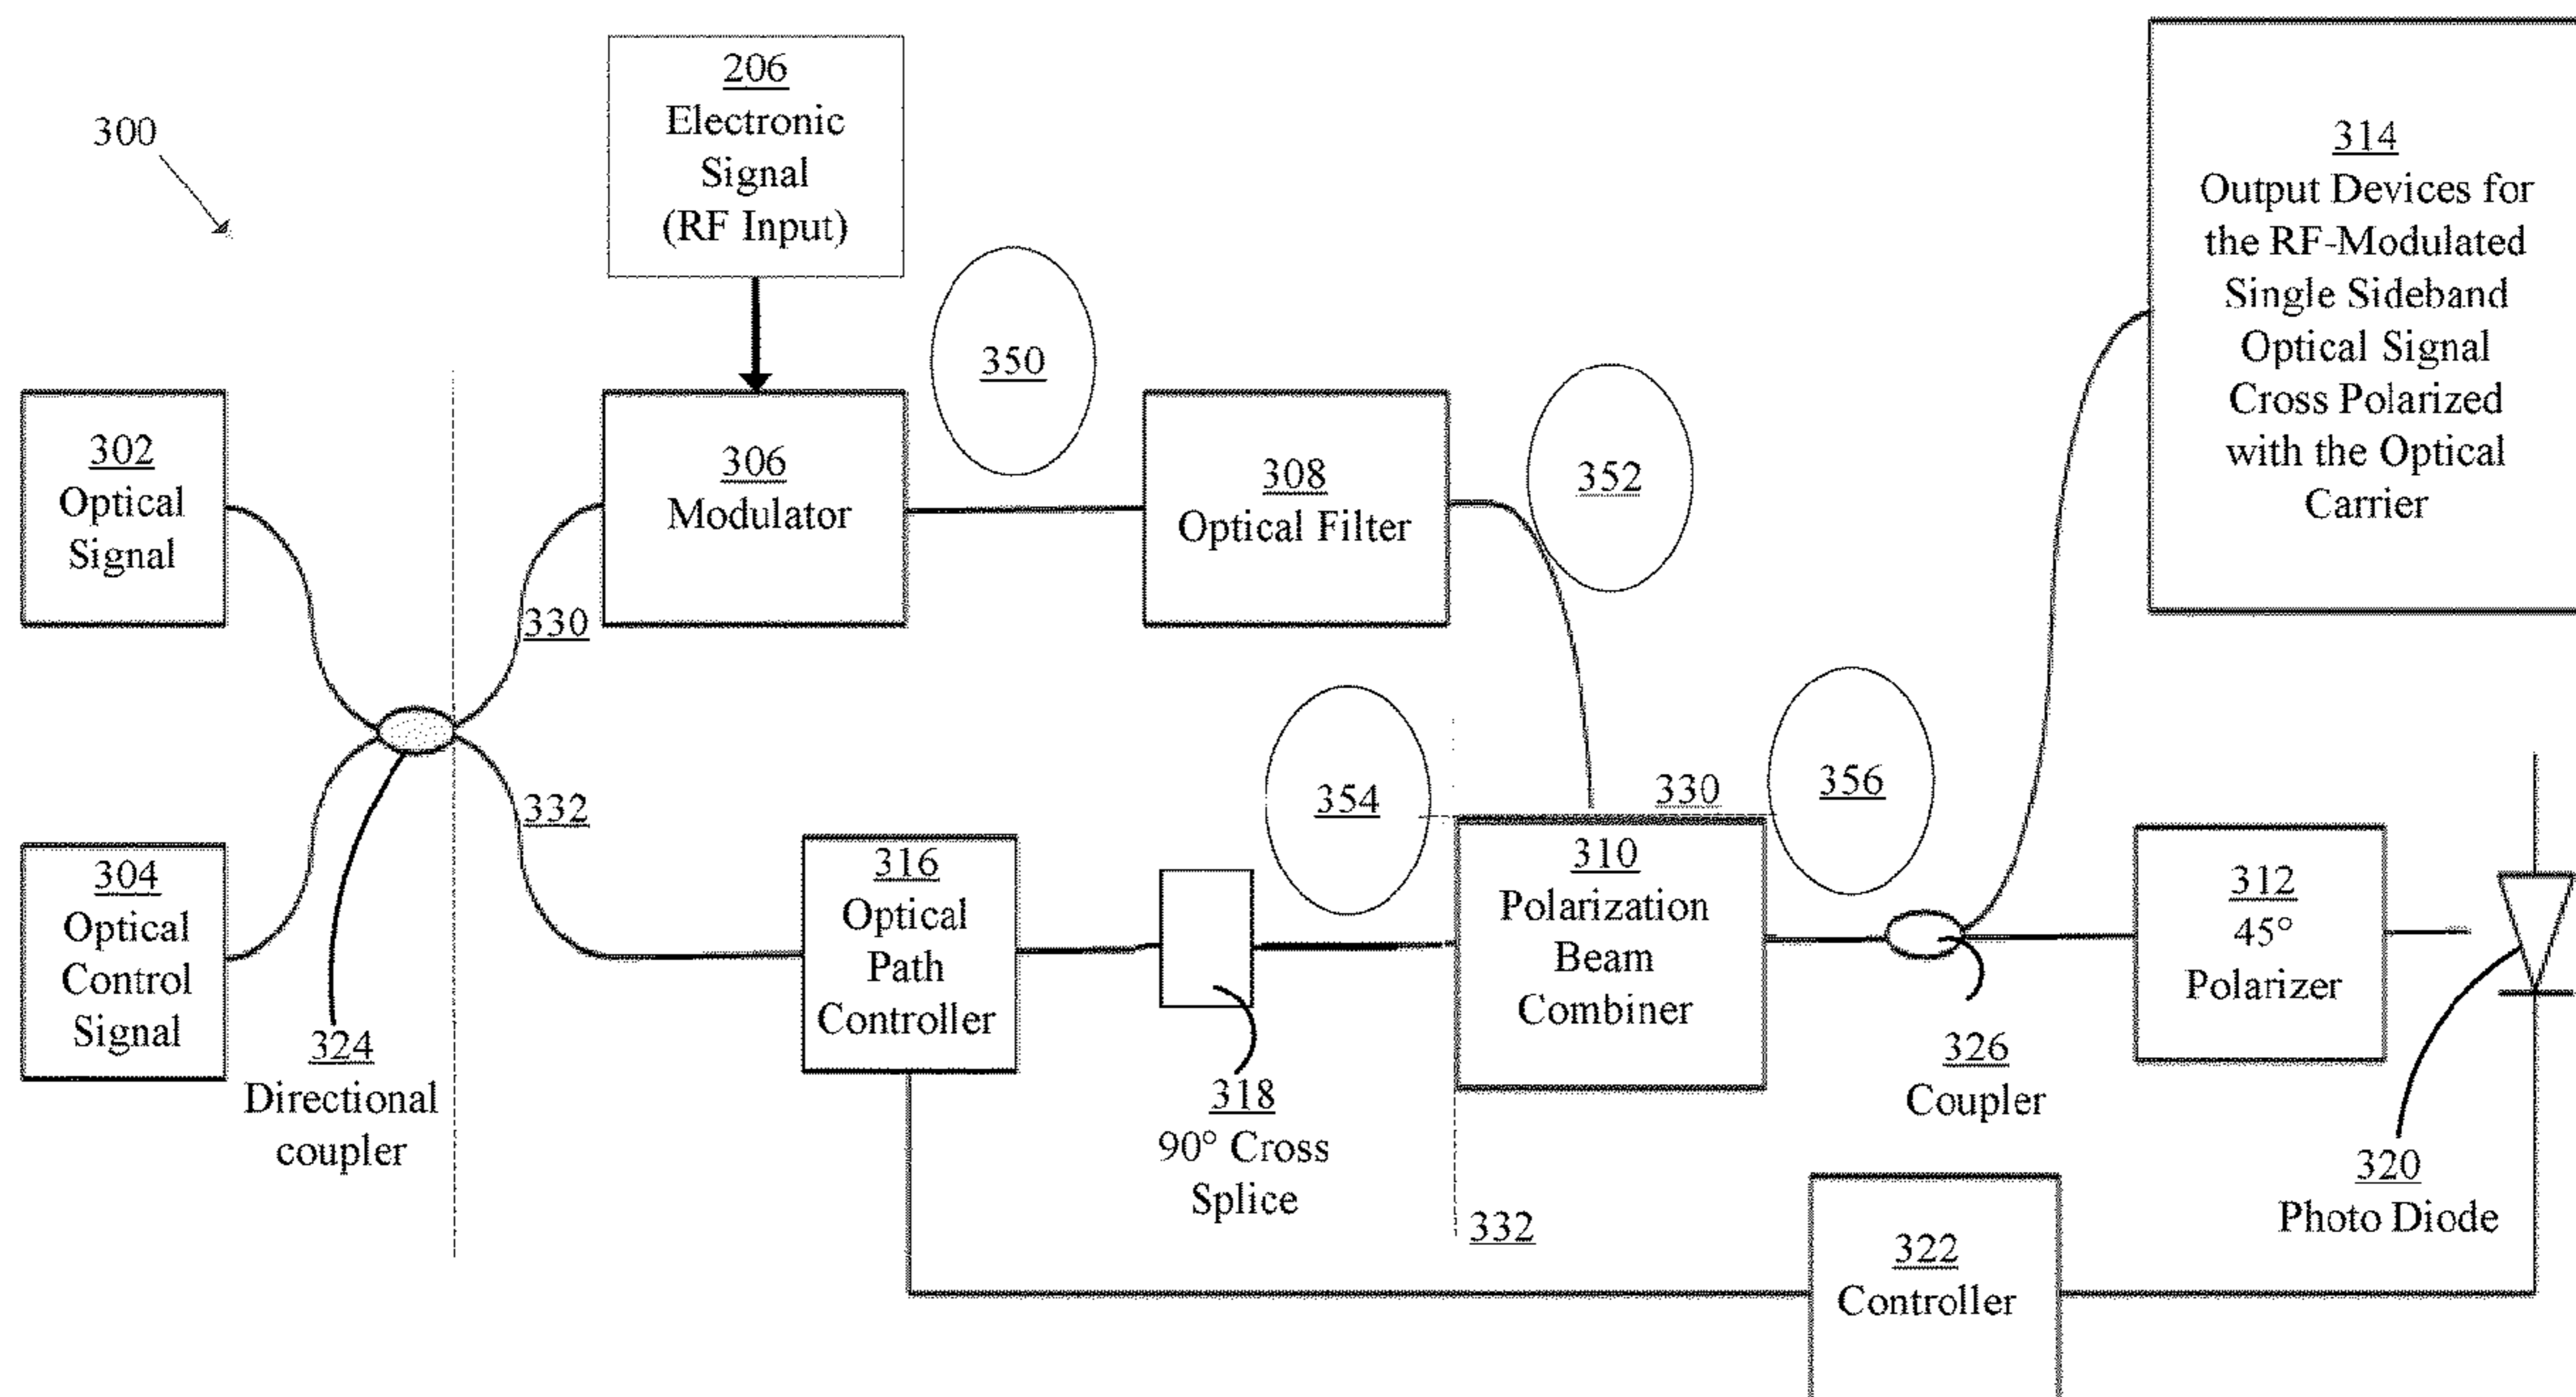 300
206
Electronic
Signal
(RF Input)
314
Output Devices for
the RF-Modulated
Single Sideband
Optical Signal
Cross Polarized
with the Optical
Carrier
350
352
302
Optical
Signal
306
Modulator
308
Optical Filter
330
332
354
330
356
304
Optical
Control
Signal
324
Directional
coupler
316
Optical
Path
Controller
318
90° Cross
Splice
310
Polarization
Beam
Combiner
332
326
Coupler
312
45°
Polarizer
320
Photo Diode
322
Controller